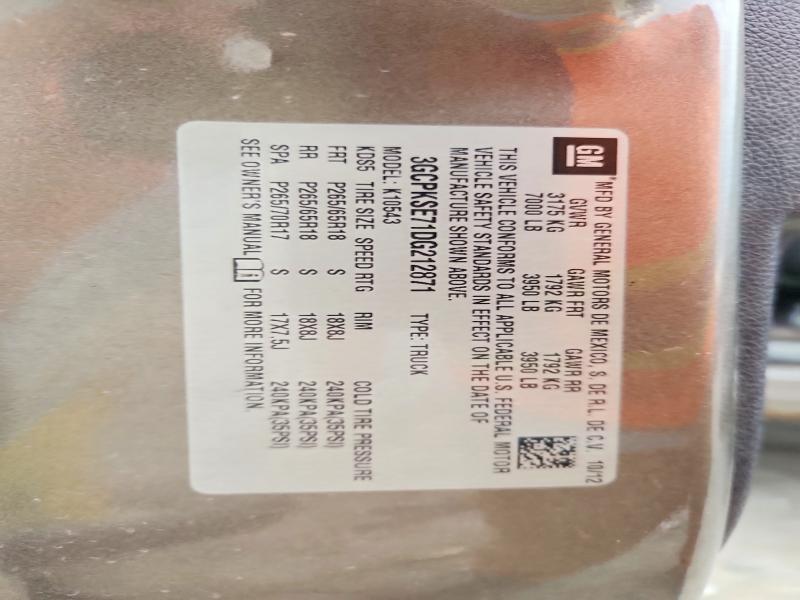 GM
*MFD BY GENERAL MOTORS DE MEXICO, S. DE R.L. DE C.V. 10/12
GVWR GAWR FRT GAWR RR
3175 KG 1792 KG 1792 KG
7000 LB 3950 LB 3950 LB
THIS VEHICLE CONFORMS TO ALL APPLICABLE U.S. FEDERAL MOTOR
VEHICLE SAFETY STANDARDS IN EFFECT ON THE DATE OF
MANUFACTURE SHOWN ABOVE.
3GCPKSE71DG212871 TYPE: TRUCK
MODEL: K10543
KDS5 TIRE SIZE SPEED RTG RIM COLD TIRE PRESSURE
FRT P265/65R18 S 18X8J 240KPA(35PSI)
RR P265/65R18 S 18X8J 240KPA(35PSI)
SPA P265/70R17 S 17X7.5J 240KPA(35PSI)
SEE OWNER'S MANUAL FOR MORE INFORMATION.